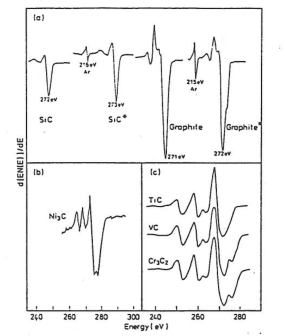 (a)
215eV
Ar
215eV
Ar
272eV
273eV
SiC
SiC*
Graphite
Graphite*
271eV
272eV
d[EN(E)]/dE
(b)
(c)
Ni3C
TiC
VC
Cr3C2
240 260 280 300 240 260 280
Energy (eV)